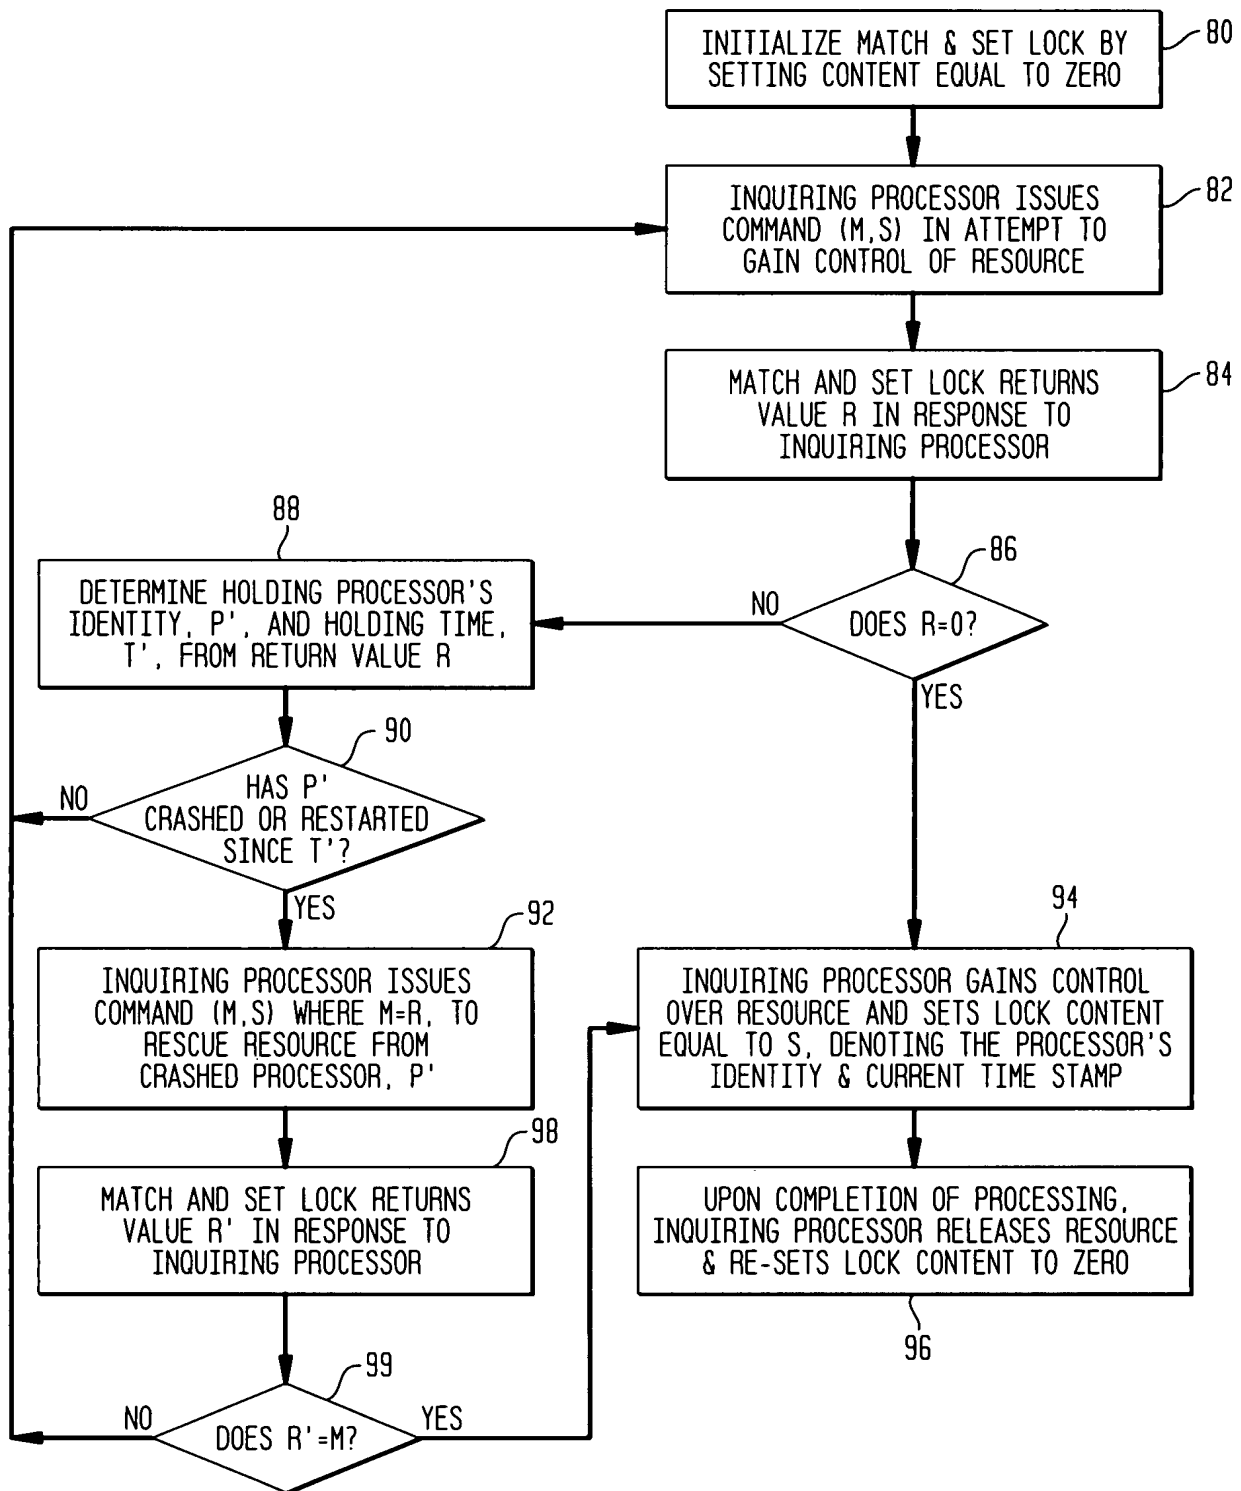 INITIALIZE MATCH & SET LOCK BY
SETTING CONTENT EQUAL TO ZERO
80
INQUIRING PROCESSOR ISSUES
COMMAND (M,S) IN ATTEMPT TO
GAIN CONTROL OF RESOURCE
82
MATCH AND SET LOCK RETURNS
VALUE R IN RESPONSE TO
INQUIRING PROCESSOR
84
DOES R=0?
86
NO
YES
88
DETERMINE HOLDING PROCESSOR'S
IDENTITY, P', AND HOLDING TIME,
T', FROM RETURN VALUE R
90
HAS P'
CRASHED OR RESTARTED
SINCE T'?
NO
YES
92
INQUIRING PROCESSOR ISSUES
COMMAND (M,S) WHERE M=R, TO
RESCUE RESOURCE FROM
CRASHED PROCESSOR, P'
94
INQUIRING PROCESSOR GAINS CONTROL
OVER RESOURCE AND SETS LOCK CONTENT
EQUAL TO S, DENOTING THE PROCESSOR'S
IDENTITY & CURRENT TIME STAMP
98
MATCH AND SET LOCK RETURNS
VALUE R' IN RESPONSE TO
INQUIRING PROCESSOR
UPON COMPLETION OF PROCESSING,
INQUIRING PROCESSOR RELEASES RESOURCE
& RE-SETS LOCK CONTENT TO ZERO
96
99
DOES R'=M?
NO
YES